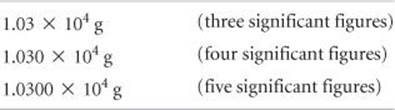 1.03 × 10⁴ g (three significant figures)
1.030 × 10⁴ g (four significant figures)
1.0300 × 10⁴ g (five significant figures)